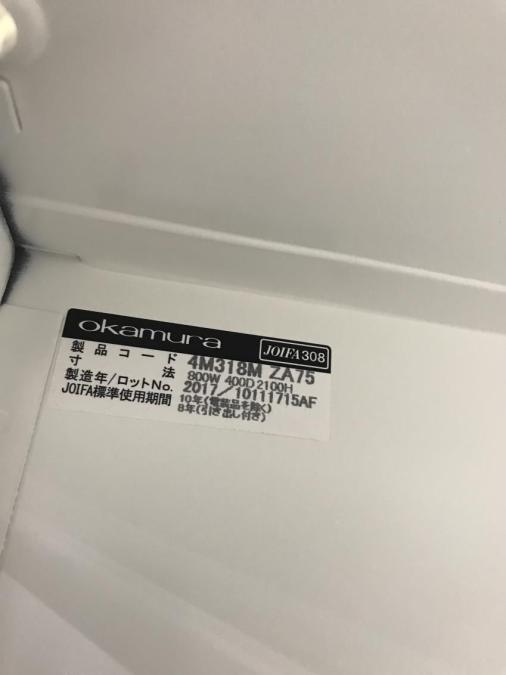 okamura JOIFA308
製品コード 4M318M ZA75
寸法 800W 400D 2100H
製造年/ロットNo. 2017/10111715AF
JOIFA標準使用期間 10年(電装品を除く)
8年(引き出し付き)